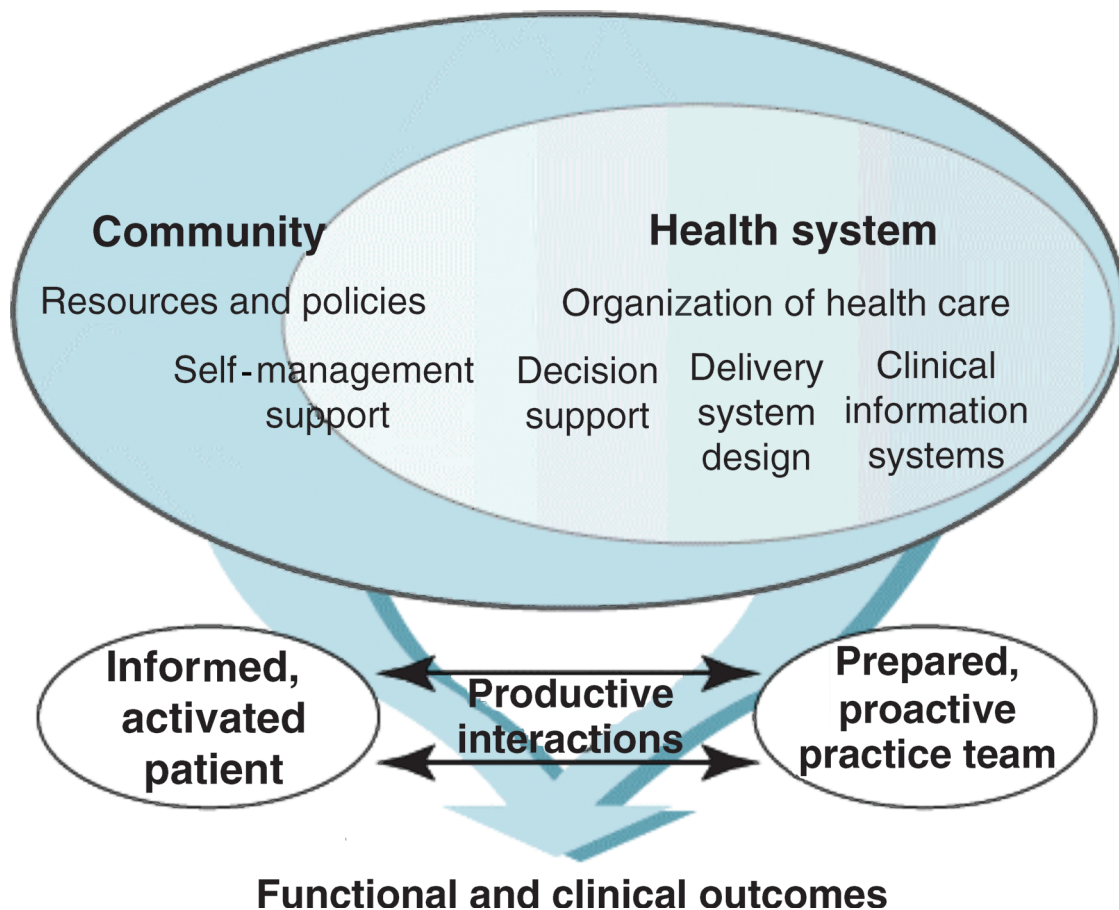 Community
Health system
Resources and policies
Organization of health care
Self-management
support
Decision
support
Delivery
system
design
Clinical
information
systems
Informed,
activated
patient
Productive
interactions
Prepared,
proactive
practice team
Functional and clinical outcomes